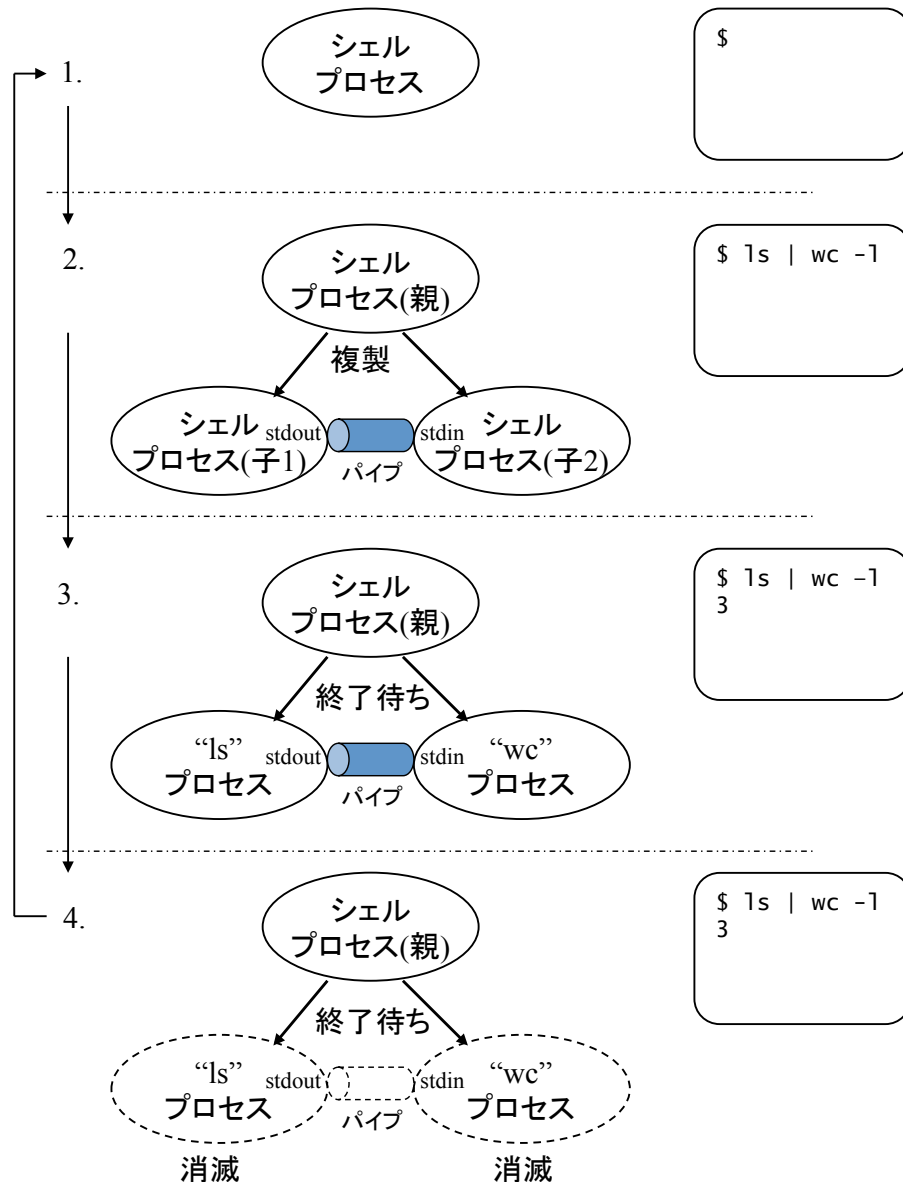 1.
シェル
プロセス
$
2.
シェル
プロセス(親)
$ ls | wc -l
複製
シェル
プロセス(子1)
stdout
stdin
シェル
プロセス(子2)
パイプ
3.
シェル
プロセス(親)
$ ls | wc –l
3
終了待ち
“ls”
プロセス
stdout
stdin
“wc”
プロセス
パイプ
4.
シェル
プロセス(親)
$ ls | wc –l
3
終了待ち
“ls”
プロセス
stdout
stdin
“wc”
プロセス
パイプ
消滅
消滅